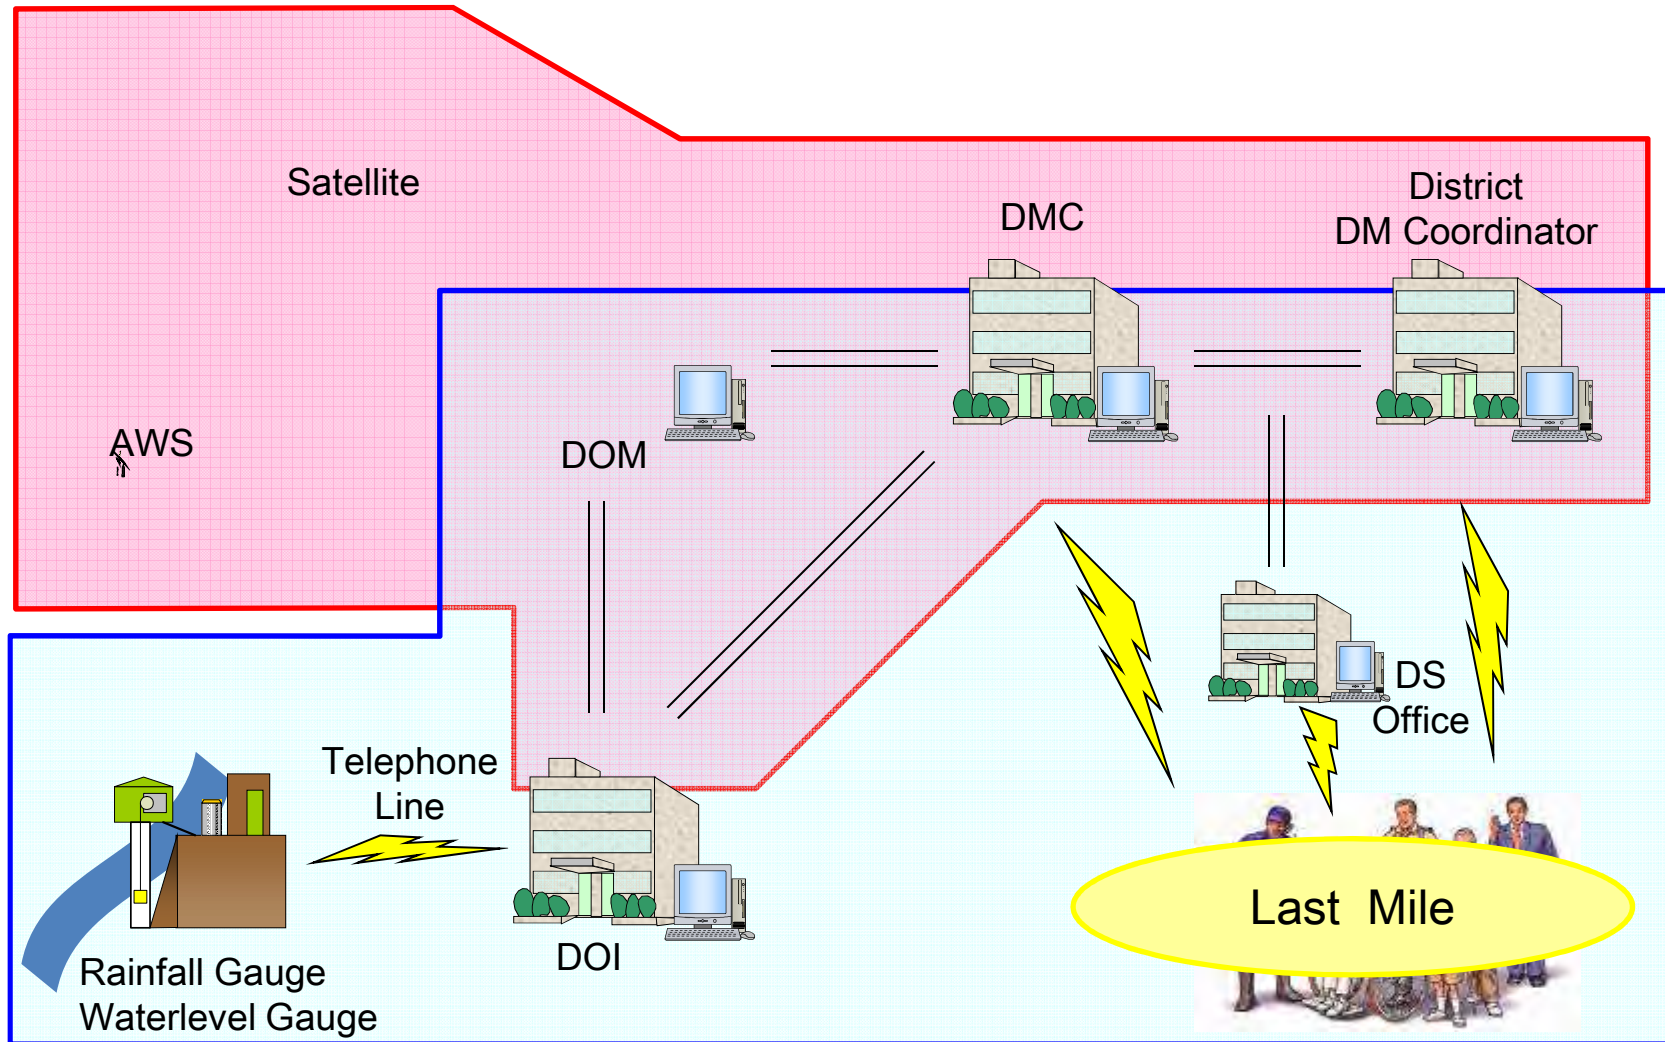 Satellite
DMC
District
DM Coordinator
AWS
DOM
DS
Office
Telephone
Line
DOI
Rainfall Gauge
Waterlevel Gauge
Last Mile